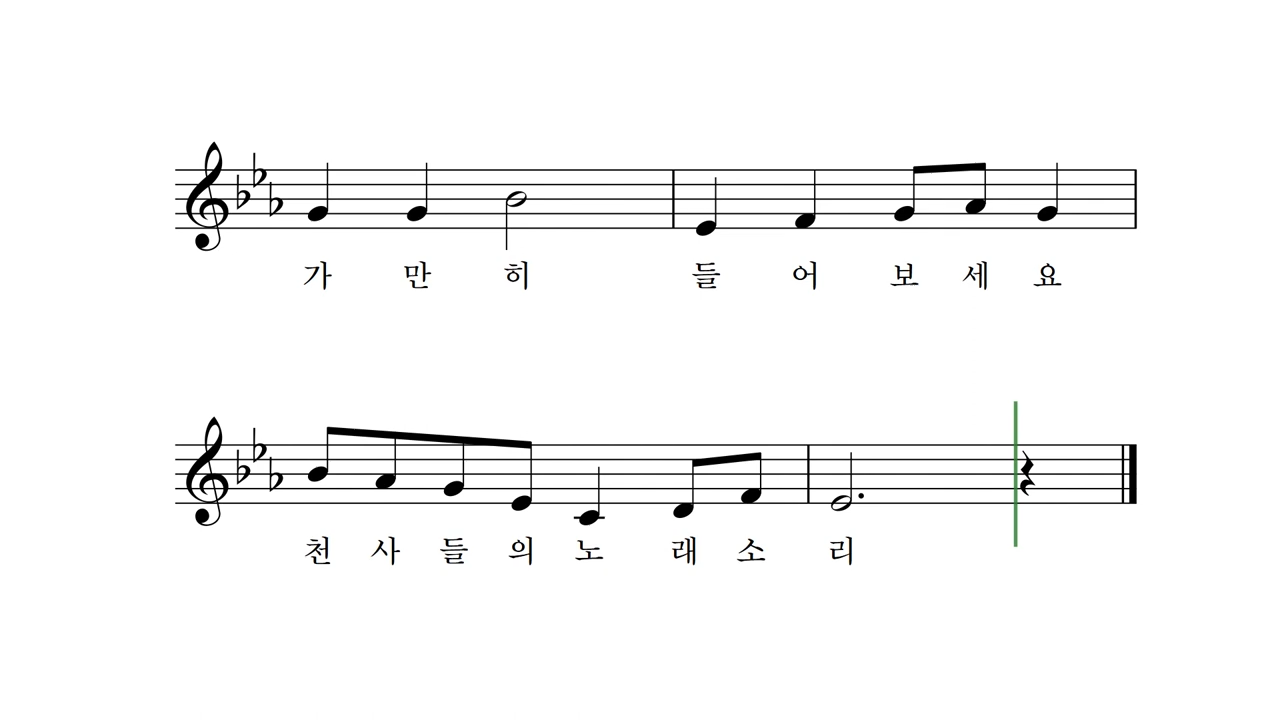 가 만 히 들 어 보 세 요
천 사 들 의 노 래 소 리